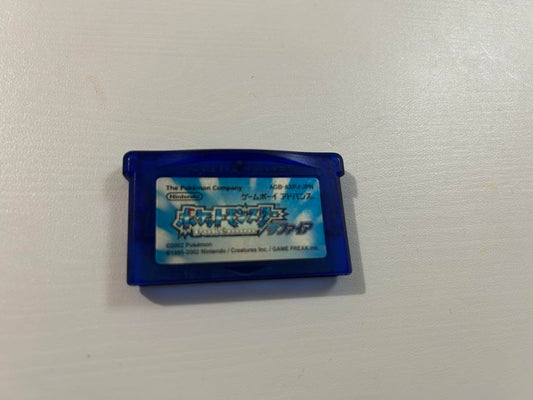 The Pokémon Company AGB-AXPJ-JPN
Nintendo ゲームボーイ アドバンス
ポケットモンスター
サファイア
©2002 Pokémon
©1995-2002 Nintendo / Creatures Inc. / GAME FREAK inc.